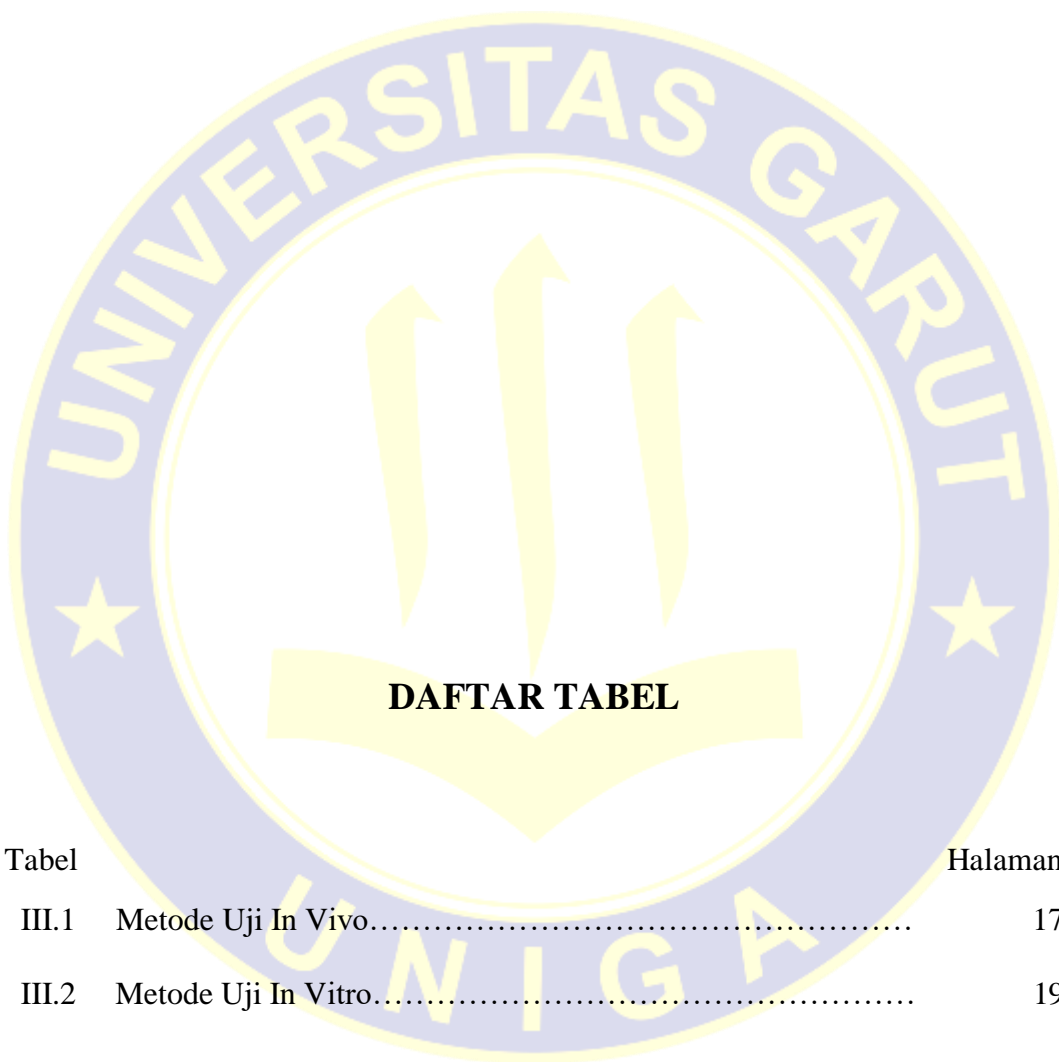 UNIVERSITAS GARUT
DAFTAR TABEL
Tabel Halaman
III.1 Metode Uji In Vivo……………………………………………… 17
III.2 Metode Uji In Vitro……………………………………………… 19
UNIGA